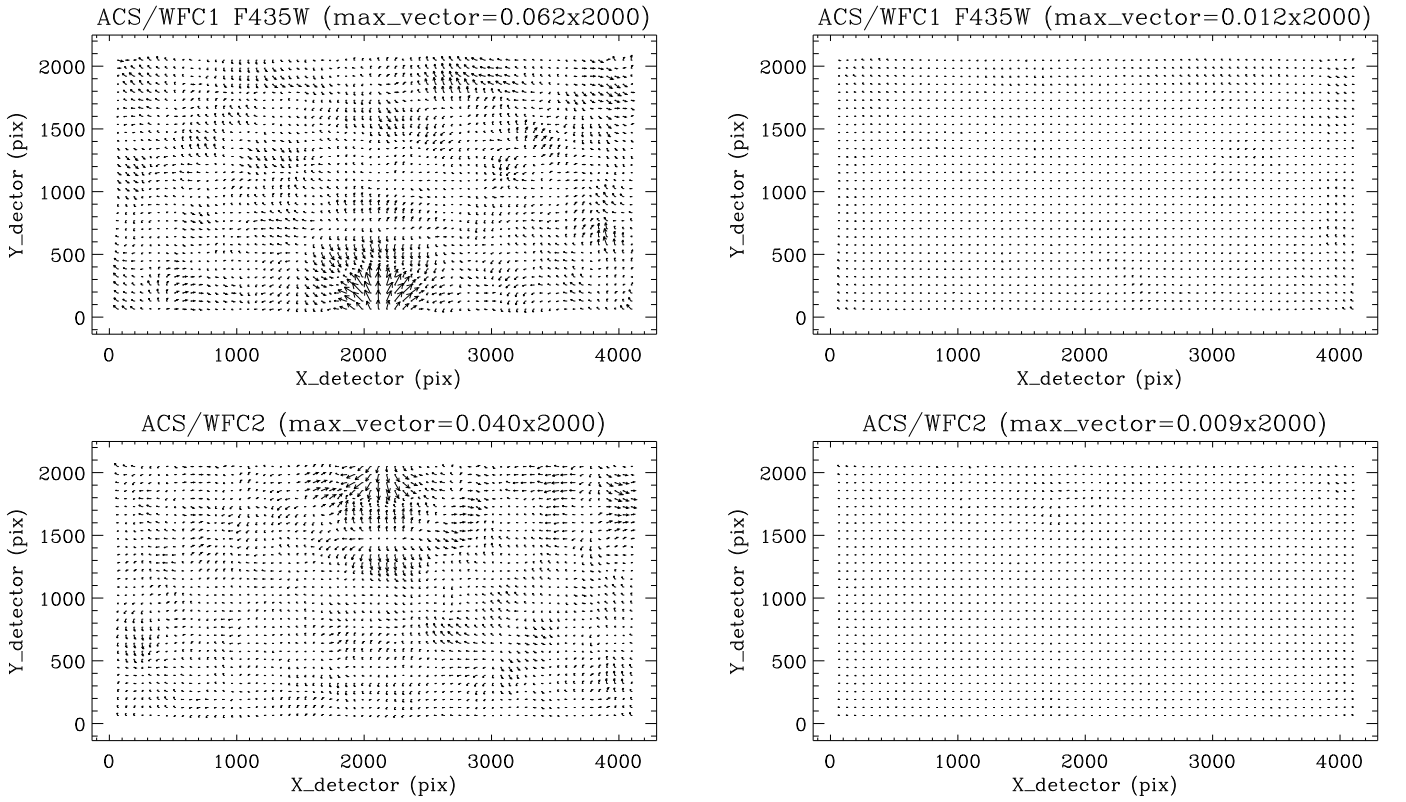 ACS/WFC1 F435W (max_vector=0.062x2000)
Y_dector (pix)
2000
1500
1000
500
0
0 1000 2000 3000 4000
X_detector (pix)
ACS/WFC1 F435W (max_vector=0.012x2000)
Y_dector (pix)
2000
1500
1000
500
0
0 1000 2000 3000 4000
X_detector (pix)
ACS/WFC2 (max_vector=0.040x2000)
Y_detector (pix)
2000
1500
1000
500
0
0 1000 2000 3000 4000
X_detector (pix)
ACS/WFC2 (max_vector=0.009x2000)
Y_detector (pix)
2000
1500
1000
500
0
0 1000 2000 3000 4000
X_detector (pix)